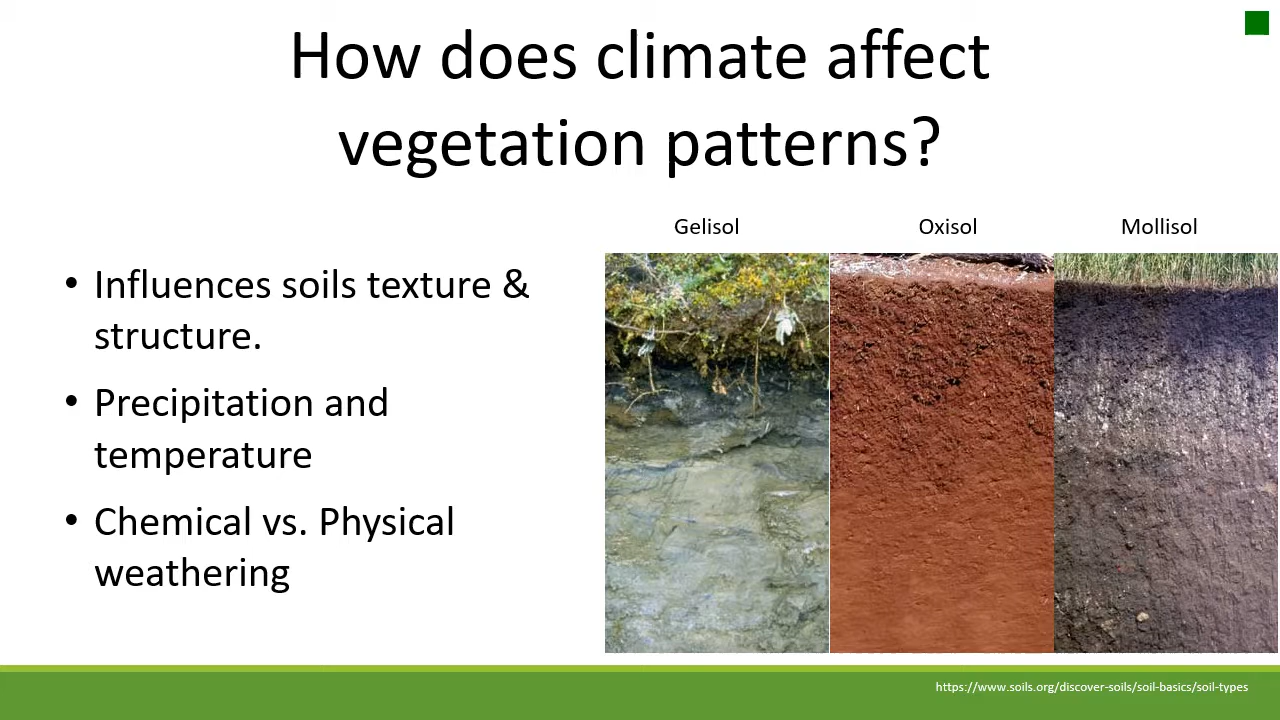 How does climate affect
vegetation patterns?
Gelisol
Oxisol
Mollisol
• Influences soils texture &
structure.
• Precipitation and
temperature
• Chemical vs. Physical
weathering
https://www.soils.org/discover-soils/soil-basics/soil-types